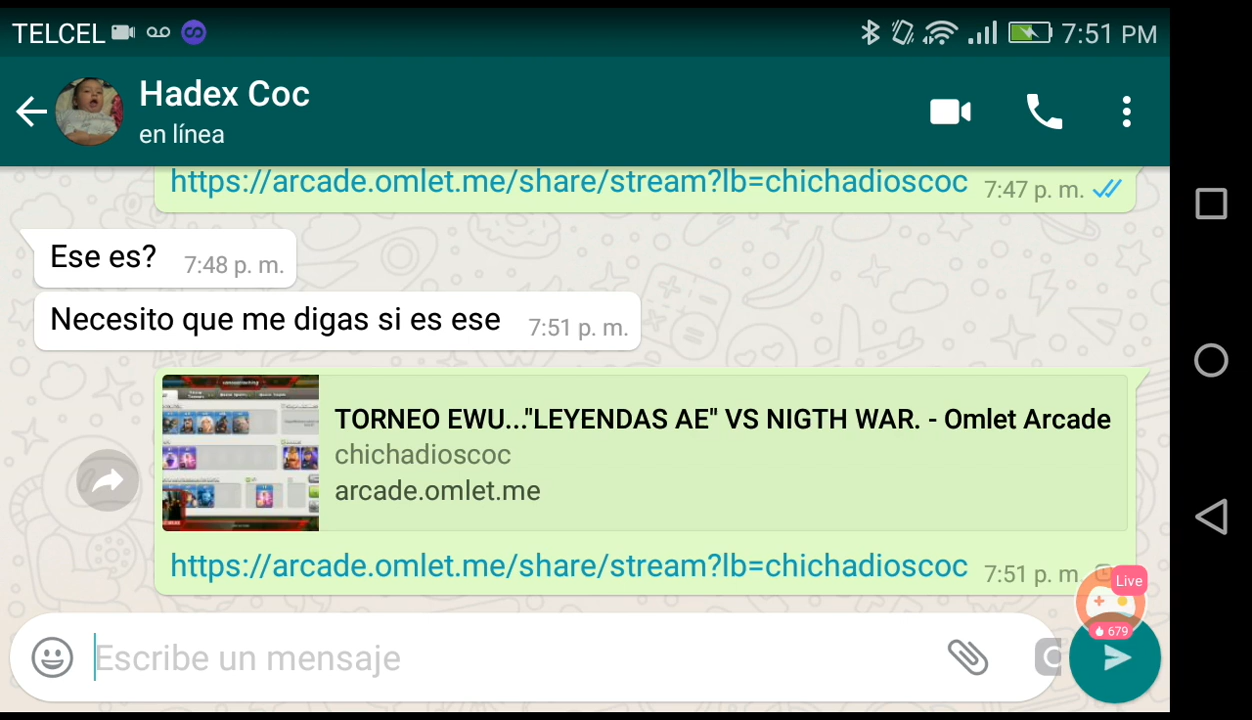 TELCEL
7:51 PM
Hadex Coc
en línea
https://arcade.omlet.me/share/stream?lb=chichadioscoc 7:47 p. m.
Ese es? 7:48 p. m.
Necesito que me digas si es ese 7:51 p. m.
TORNEO EWU..."LEYENDAS AE" VS NIGTH WAR. - Omlet Arcade
chichadioscoc
arcade.omlet.me
https://arcade.omlet.me/share/stream?lb=chichadioscoc 7:51 p. m.
Live
679
Escribe un mensaje